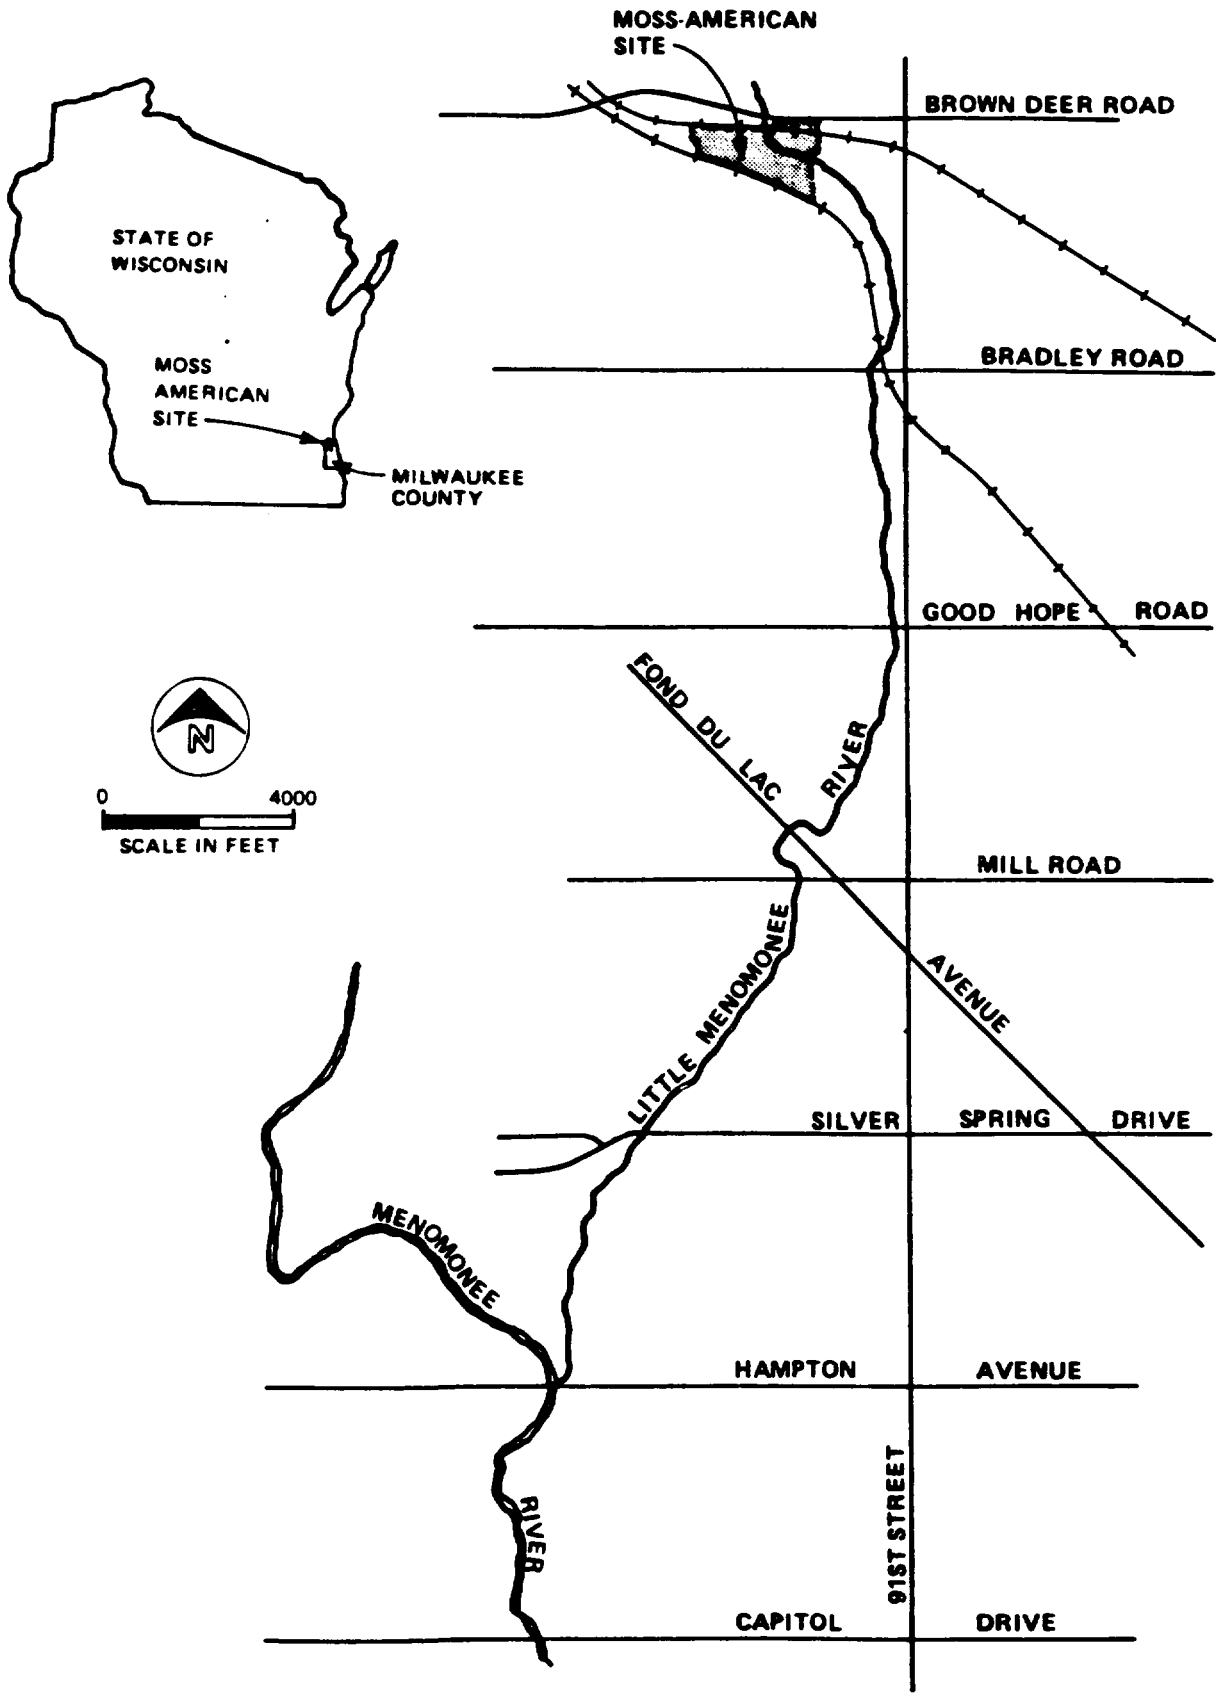 MOSS-AMERICAN
SITE
BROWN DEER ROAD
STATE OF
WISCONSIN
MOSS
AMERICAN
SITE
MILWAUKEE
COUNTY
BRADLEY ROAD
GOOD HOPE ROAD
FOND DU LAC AVENUE
N
0 4000
SCALE IN FEET
MILL ROAD
LITTLE MENOMONEE RIVER
SILVER SPRING DRIVE
MENOMONEE RIVER
HAMPTON AVENUE
91ST STREET
CAPITOL DRIVE